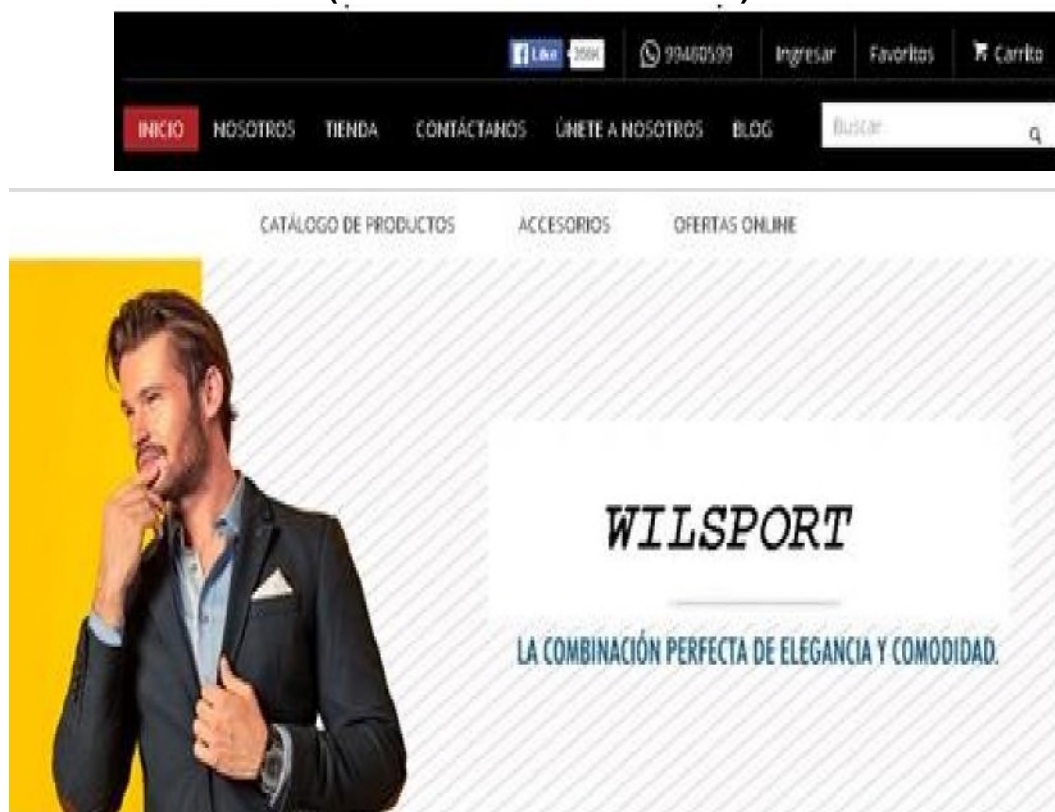 Like
99480599 Ingresar Favoritos Carrito
INICIO NOSOTROS TIENDA CONTÁCTANOS ÚNETE A NOSOTROS BLOG Buscar
CATÁLOGO DE PRODUCTOS ACCESORIOS OFERTAS ONLINE
WILSPORT
LA COMBINACIÓN PERFECTA DE ELEGANCIA Y COMODIDAD.